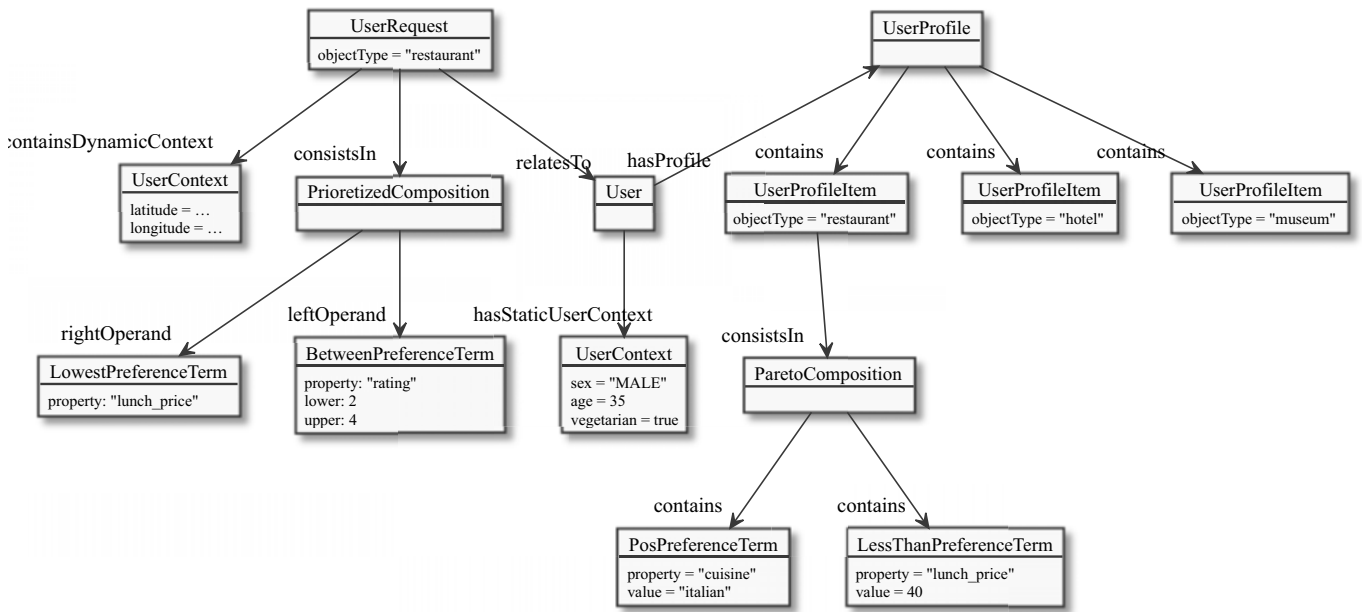 UserRequest
objectType = "restaurant"
UserProfile
containsDynamicContext
consistsIn
relatesTo
hasProfile
contains
contains
contains
UserContext
latitude = …
longitude = …
PrioretizedComposition
User
UserProfileItem
objectType = "restaurant"
UserProfileItem
objectType = "hotel"
UserProfileItem
objectType = "museum"
rightOperand
leftOperand
hasStaticUserContext
consistsIn
LowestPreferenceTerm
property: "lunch_price"
BetweenPreferenceTerm
property: "rating"
lower: 2
upper: 4
UserContext
sex = "MALE"
age = 35
vegetarian = true
ParetoComposition
contains
contains
PosPreferenceTerm
property = "cuisine"
value = "italian"
LessThanPreferenceTerm
property = "lunch_price"
value = 40